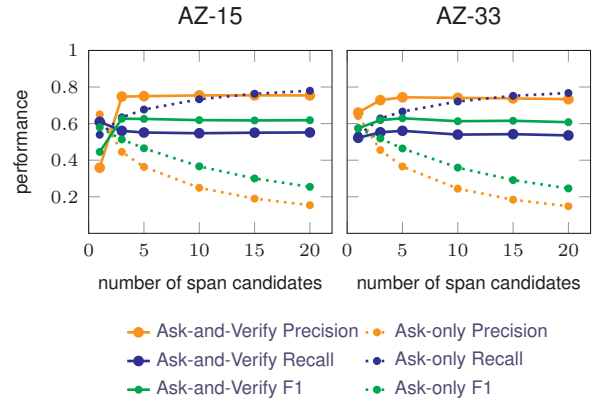 AZ-15 AZ-33
1
0.8
0.6
0.4
0.2
performance
0 5 10 15 20 0 5 10 15 20
number of span candidates number of span candidates
Ask-and-Verify Precision Ask-only Precision
Ask-and-Verify Recall Ask-only Recall
Ask-and-Verify F1 Ask-only F1